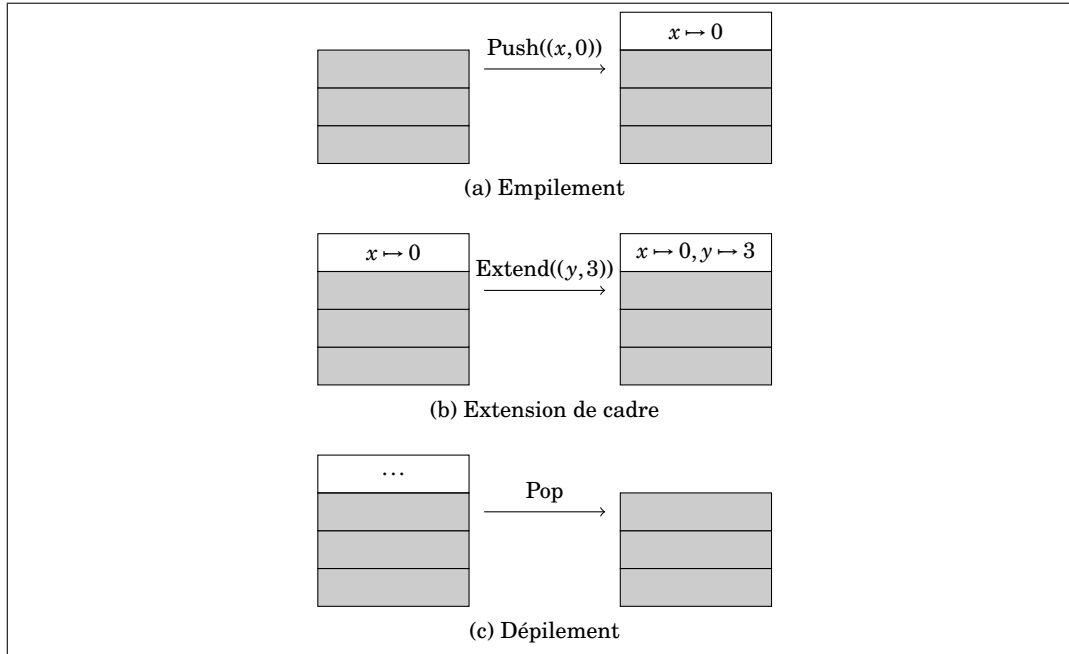 x ↦ 0
Push((x,0))
(a) Empilement
x ↦ 0
Extend((y,3))
x ↦ 0, y ↦ 3
(b) Extension de cadre
...
Pop
(c) Dépilement